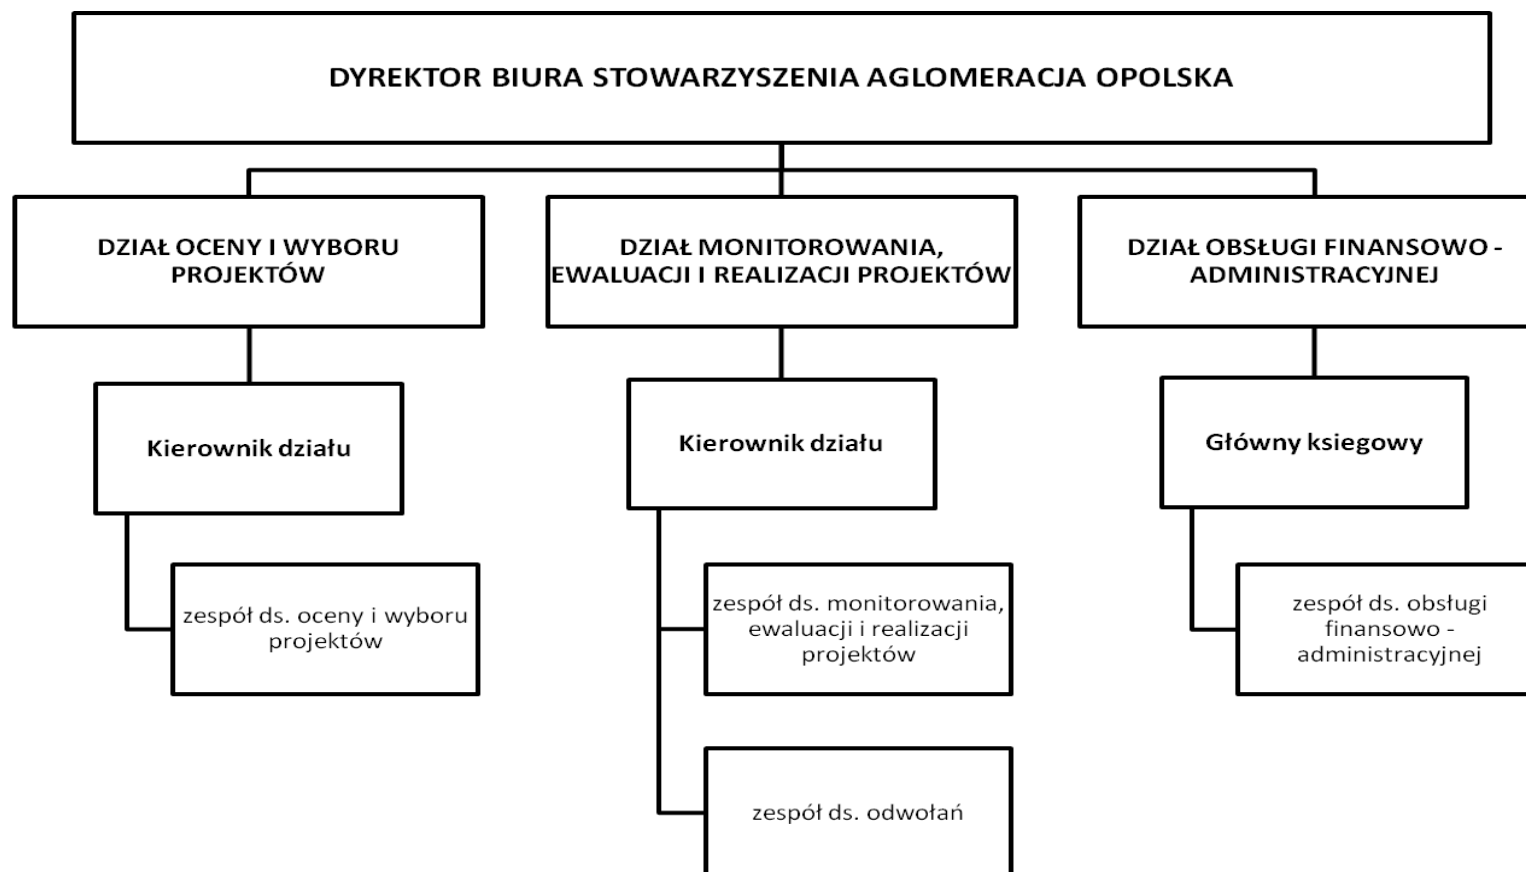 DYREKTOR BIURA STOWARZYSZENIA AGLOMERACJA OPOLSKA
DZIAŁ OCENY I WYBORU
PROJEKTÓW
DZIAŁ MONITOROWANIA,
EWALUACJI I REALIZACJI PROJEKTÓW
DZIAŁ OBSŁUGI FINANSOWO -
ADMINISTRACYJNEJ
Kierownik działu
Kierownik działu
Główny ksiegowy
zespół ds. oceny i wyboru
projektów
zespół ds. monitorowania,
ewaluacji i realizacji
projektów
zespół ds. obsługi
finansowo -
administracyjnej
zespół ds. odwołań